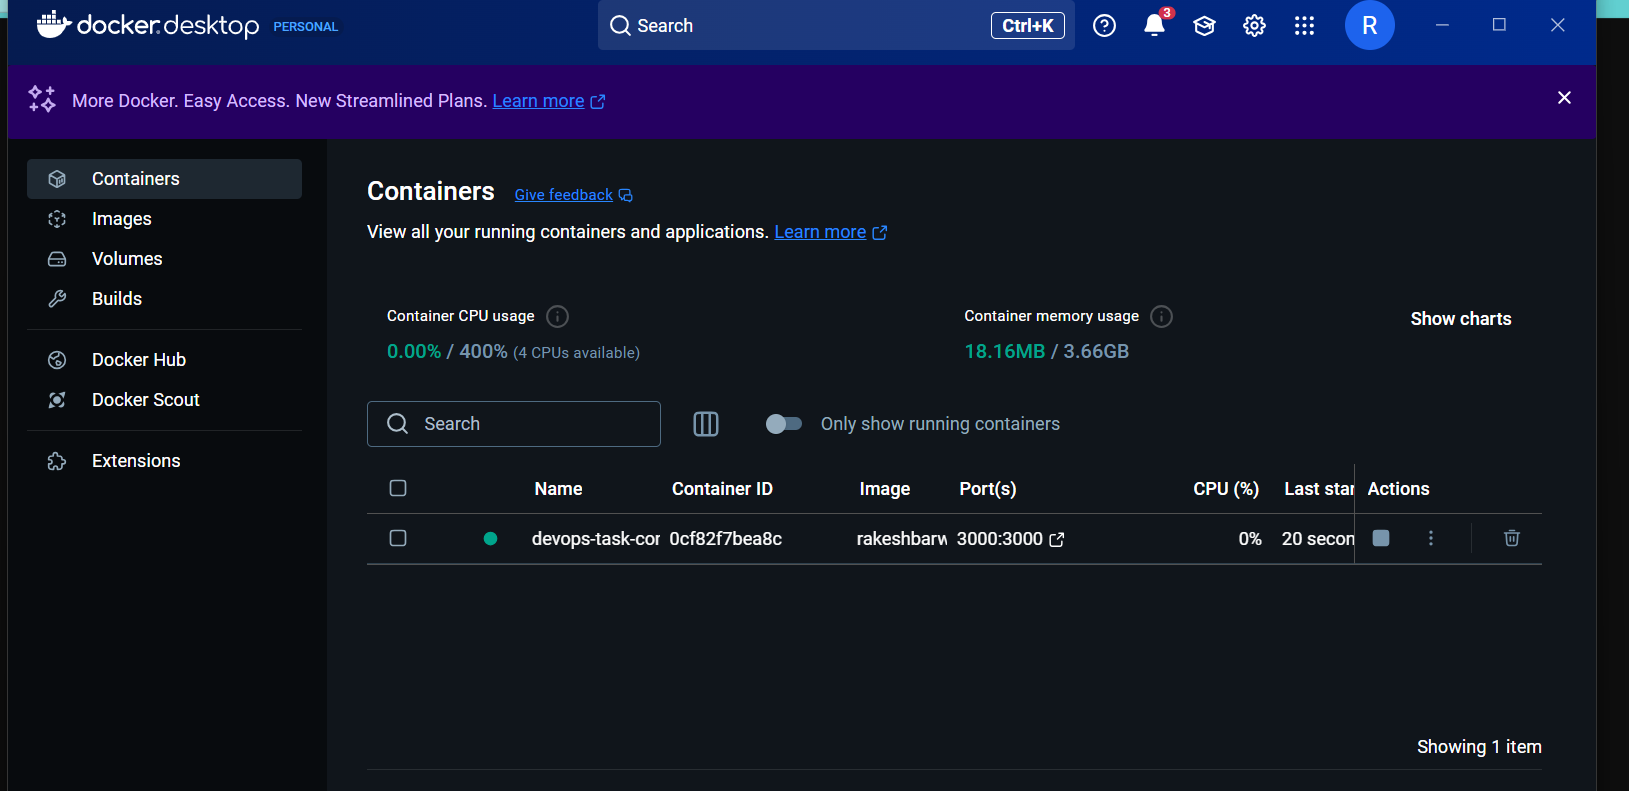 docker.desktop PERSONAL
Search Ctrl+K 3 R
More Docker. Easy Access. New Streamlined Plans. Learn more
Containers
Images
Volumes
Builds
Docker Hub
Docker Scout
Extensions
Containers Give feedback
View all your running containers and applications. Learn more
Container CPU usage
0.00% / 400% (4 CPUs available)
Container memory usage
18.16MB / 3.66GB
Show charts
Search Only show running containers
Name Container ID Image Port(s) CPU (%) Last star Actions
devops-task-cor 0cf82f7bea8c rakeshbarw 3000:3000 0% 20 secon
Showing 1 item